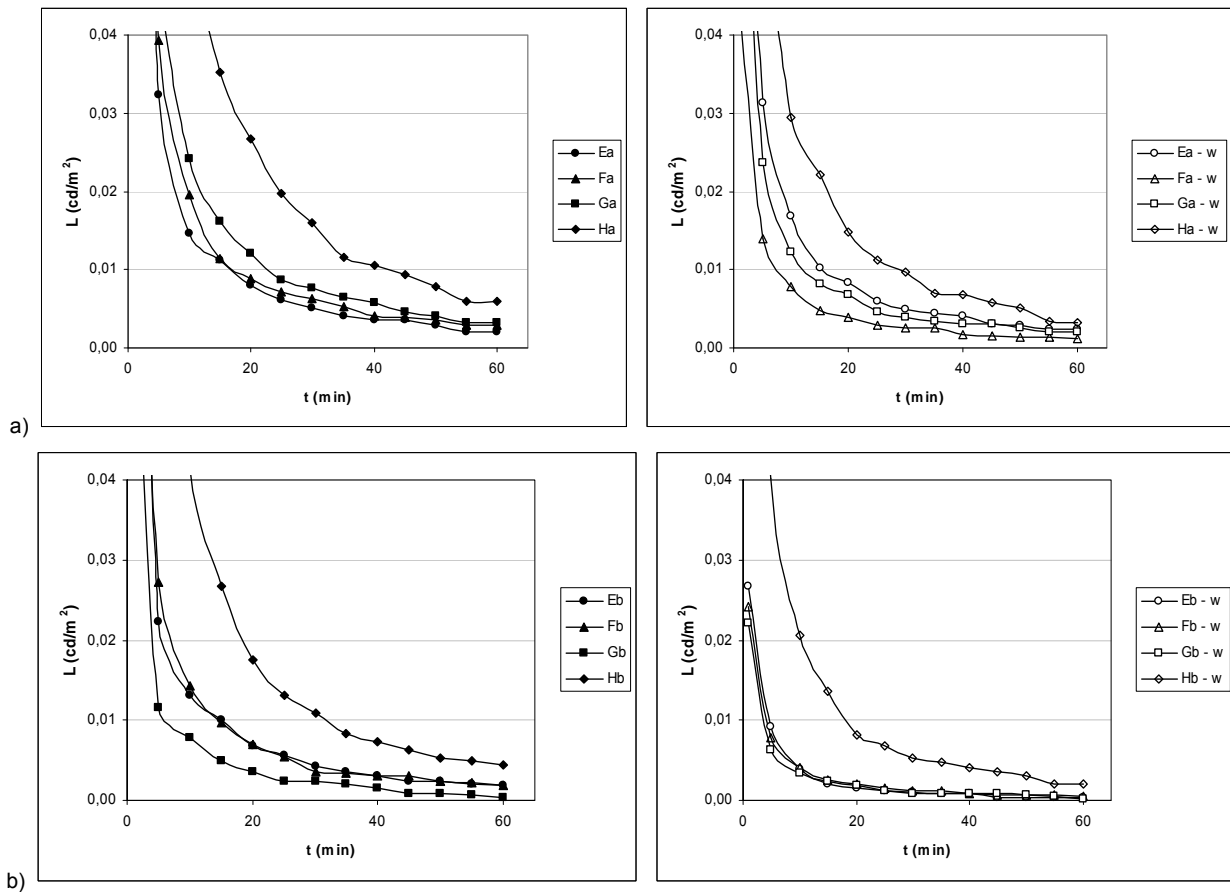 0,04
0,03
0,02
0,01
0,00
L (cd/m²)
0 20 40 60
t (min)
Ea
Fa
Ga
Ha
0,04
0,03
0,02
0,01
0,00
L (cd/m²)
0 20 40 60
t (min)
Ea - w
Fa - w
Ga - w
Ha - w
a)
0,04
0,03
0,02
0,01
0,00
L (cd/m²)
0 20 40 60
t (min)
Eb
Fb
Gb
Hb
0,04
0,03
0,02
0,01
0,00
L (cd/m²)
0 20 40 60
t (min)
Eb - w
Fb - w
Gb - w
Hb - w
b)